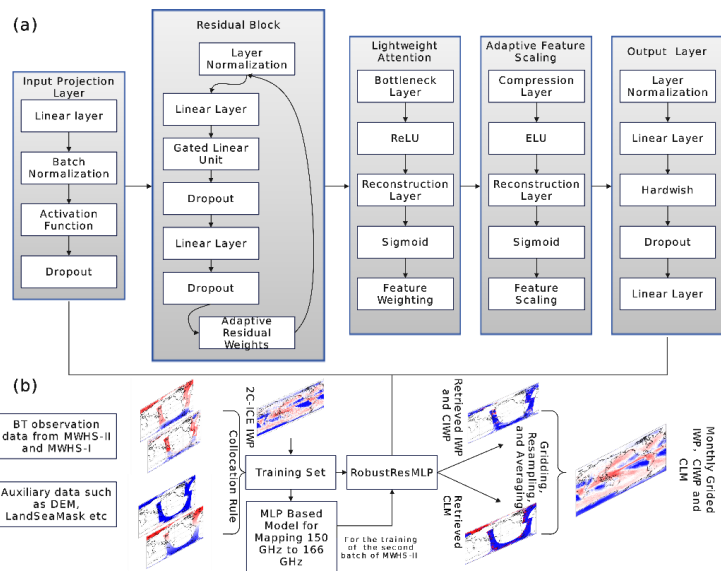 (a)
Input Projection
Layer
Linear layer
Batch
Normalization
Activation
Function
Dropout
Residual Block
Layer
Normalization
Linear Layer
Gated Linear
Unit
Dropout
Linear Layer
Dropout
Adaptive Residual
Weights
Lightweight
Attention
Bottleneck
Layer
ReLU
Reconstruction
Layer
Sigmoid
Feature
Weighting
Adaptive Feature
Scaling
Compression
Layer
ELU
Reconstruction
Layer
Sigmoid
Feature
Scaling
Output Layer
Layer
Normalization
Linear Layer
Hardwish
Dropout
Linear Layer
(b)
BT observation
data from MWHS-II
and MWHS-I
Auxiliary data such
as DEM,
LandSeaMask etc
Collocation Rule
2C-ICE IWP
Training Set
MLP Based
Model for
Mapping 150
GHz to 166
GHz
RobustResMLP
For the training
of the second
batch of MWHS-II
Retrieved IWP
and CIWP
Retrieved
CLM
Gridding,
Resampling,
and Averaging
Monthly Grided
IWP, CIWP and
CLM